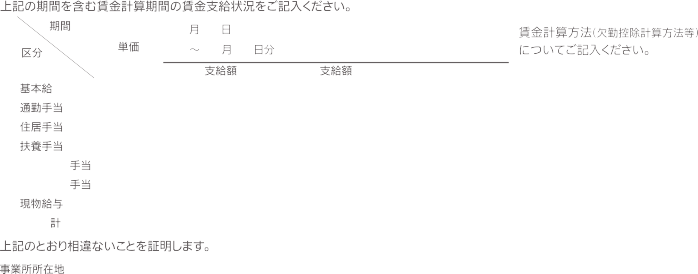 上記の期間を含む賃金計算期間の賃金支給状況をご記入ください。
期間
区分
単価
月 日
～ 月 日分
支給額 支給額
賃金計算方法(欠勤控除計算方法等)
についてご記入ください。
基本給
通勤手当
住居手当
扶養手当
手当
手当
現物給与
計
上記のとおり相違ないことを証明します。
事業所所在地